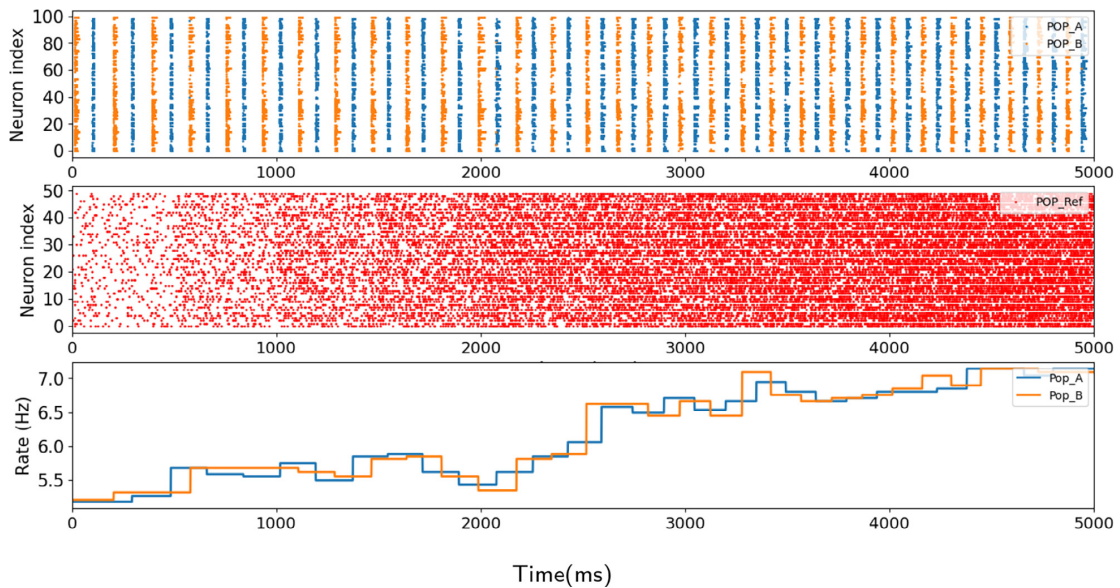 100
80
60
40
20
0
Neuron index
POP_A
POP_B
0 1000 2000 3000 4000 5000
50
40
30
20
10
0
Neuron index
POP_Ref
0 1000 2000 3000 4000 5000
7.0
6.5
6.0
5.5
Rate (Hz)
Pop_A
Pop_B
0 1000 2000 3000 4000 5000
Time(ms)